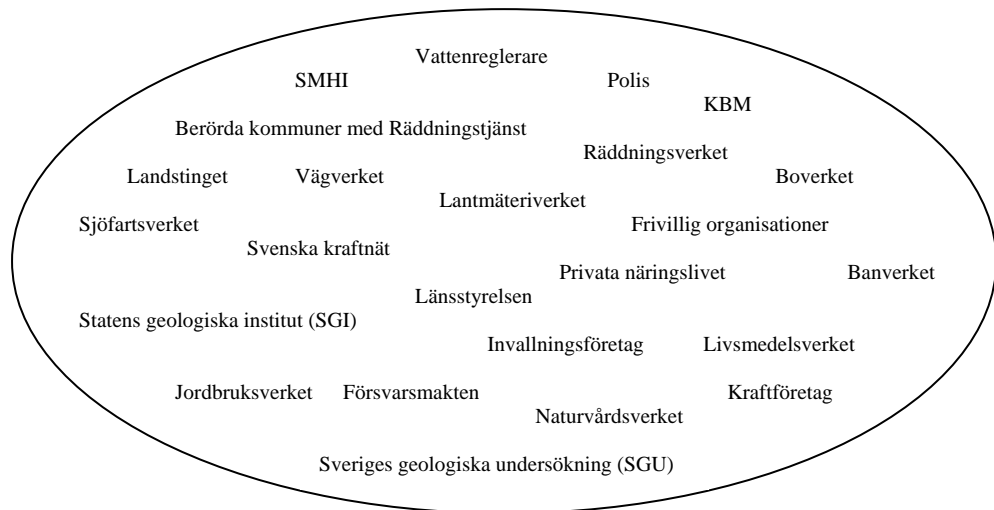 Vattenreglerare
SMHI
Polis
KBM
Berörda kommuner med Räddningstjänst
Räddningsverket
Landstinget
Vägverket
Boverket
Lantmäteriverket
Sjöfartsverket
Frivillig organisationer
Svenska kraftnät
Privata näringslivet
Banverket
Länsstyrelsen
Statens geologiska institut (SGI)
Invallningsföretag
Livsmedelsverket
Jordbruksverket
Försvarsmakten
Kraftföretag
Naturvårdsverket
Sveriges geologiska undersökning (SGU)